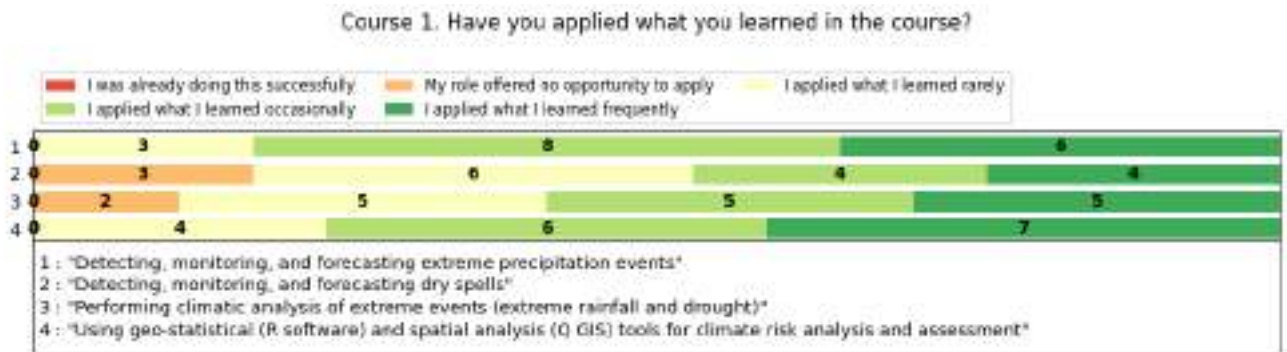 Course 1. Have you applied what you learned in the course?
I was already doing this successfully My role offered no opportunity to apply I applied what I learned rarely
I applied what I learned occasionally I applied what I learned frequently
1 0 3 8 6
2 0 3 6 4 4
3 0 2 5 5 5
4 0 4 6 7
1 : "Detecting, monitoring, and forecasting extreme precipitation events"
2 : "Detecting, monitoring, and forecasting dry spells"
3 : "Performing climatic analysis of extreme events (extreme rainfall and drought)"
4 : "Using geo-statistical (R software) and spatial analysis (Q GIS) tools for climate risk analysis and assessment"